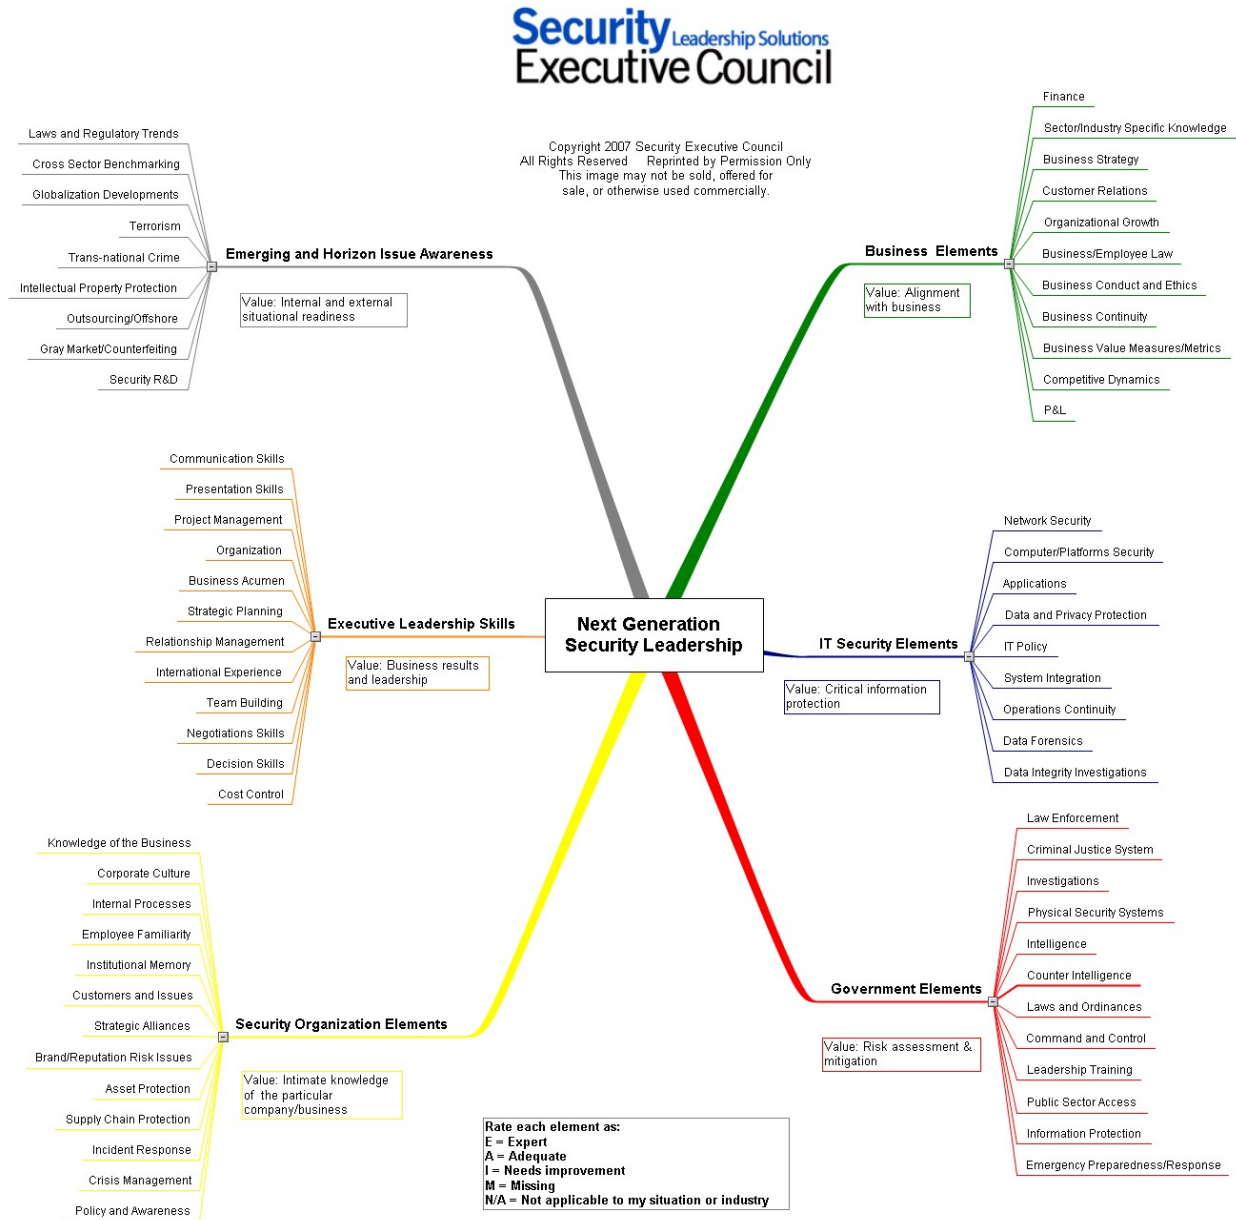 Security Leadership Solutions
Executive Council
Copyright 2007 Security Executive Council
All Rights Reserved Reprinted by Permission Only
This image may not be sold, offered for
sale, or otherwise used commercially.
Laws and Regulatory Trends
Cross Sector Benchmarking
Globalization Developments
Terrorism
Trans-national Crime
Intellectual Property Protection
Outsourcing/Offshore
Gray Market/Counterfeiting
Security R&D
Emerging and Horizon Issue Awareness
Value: Internal and external
situational readiness
Finance
Sector/Industry Specific Knowledge
Business Strategy
Customer Relations
Organizational Growth
Business/Employee Law
Business Conduct and Ethics
Business Continuity
Business Value Measures/Metrics
Competitive Dynamics
P&L
Business Elements
Value: Alignment
with business
Communication Skills
Presentation Skills
Project Management
Organization
Business Acumen
Strategic Planning
Relationship Management
International Experience
Team Building
Negotiations Skills
Decision Skills
Cost Control
Executive Leadership Skills
Value: Business results
and leadership
Next Generation
Security Leadership
IT Security Elements
Value: Critical information
protection
Network Security
Computer/Platforms Security
Applications
Data and Privacy Protection
IT Policy
System Integration
Operations Continuity
Data Forensics
Data Integrity Investigations
Knowledge of the Business
Corporate Culture
Internal Processes
Employee Familiarity
Institutional Memory
Customers and Issues
Strategic Alliances
Brand/Reputation Risk Issues
Asset Protection
Supply Chain Protection
Incident Response
Crisis Management
Policy and Awareness
Security Organization Elements
Value: Intimate knowledge
of the particular
company/business
Government Elements
Value: Risk assessment &
mitigation
Law Enforcement
Criminal Justice System
Investigations
Physical Security Systems
Intelligence
Counter Intelligence
Laws and Ordinances
Command and Control
Leadership Training
Public Sector Access
Information Protection
Emergency Preparedness/Response
Rate each element as:
E = Expert
A = Adequate
I = Needs improvement
M = Missing
N/A = Not applicable to my situation or industry